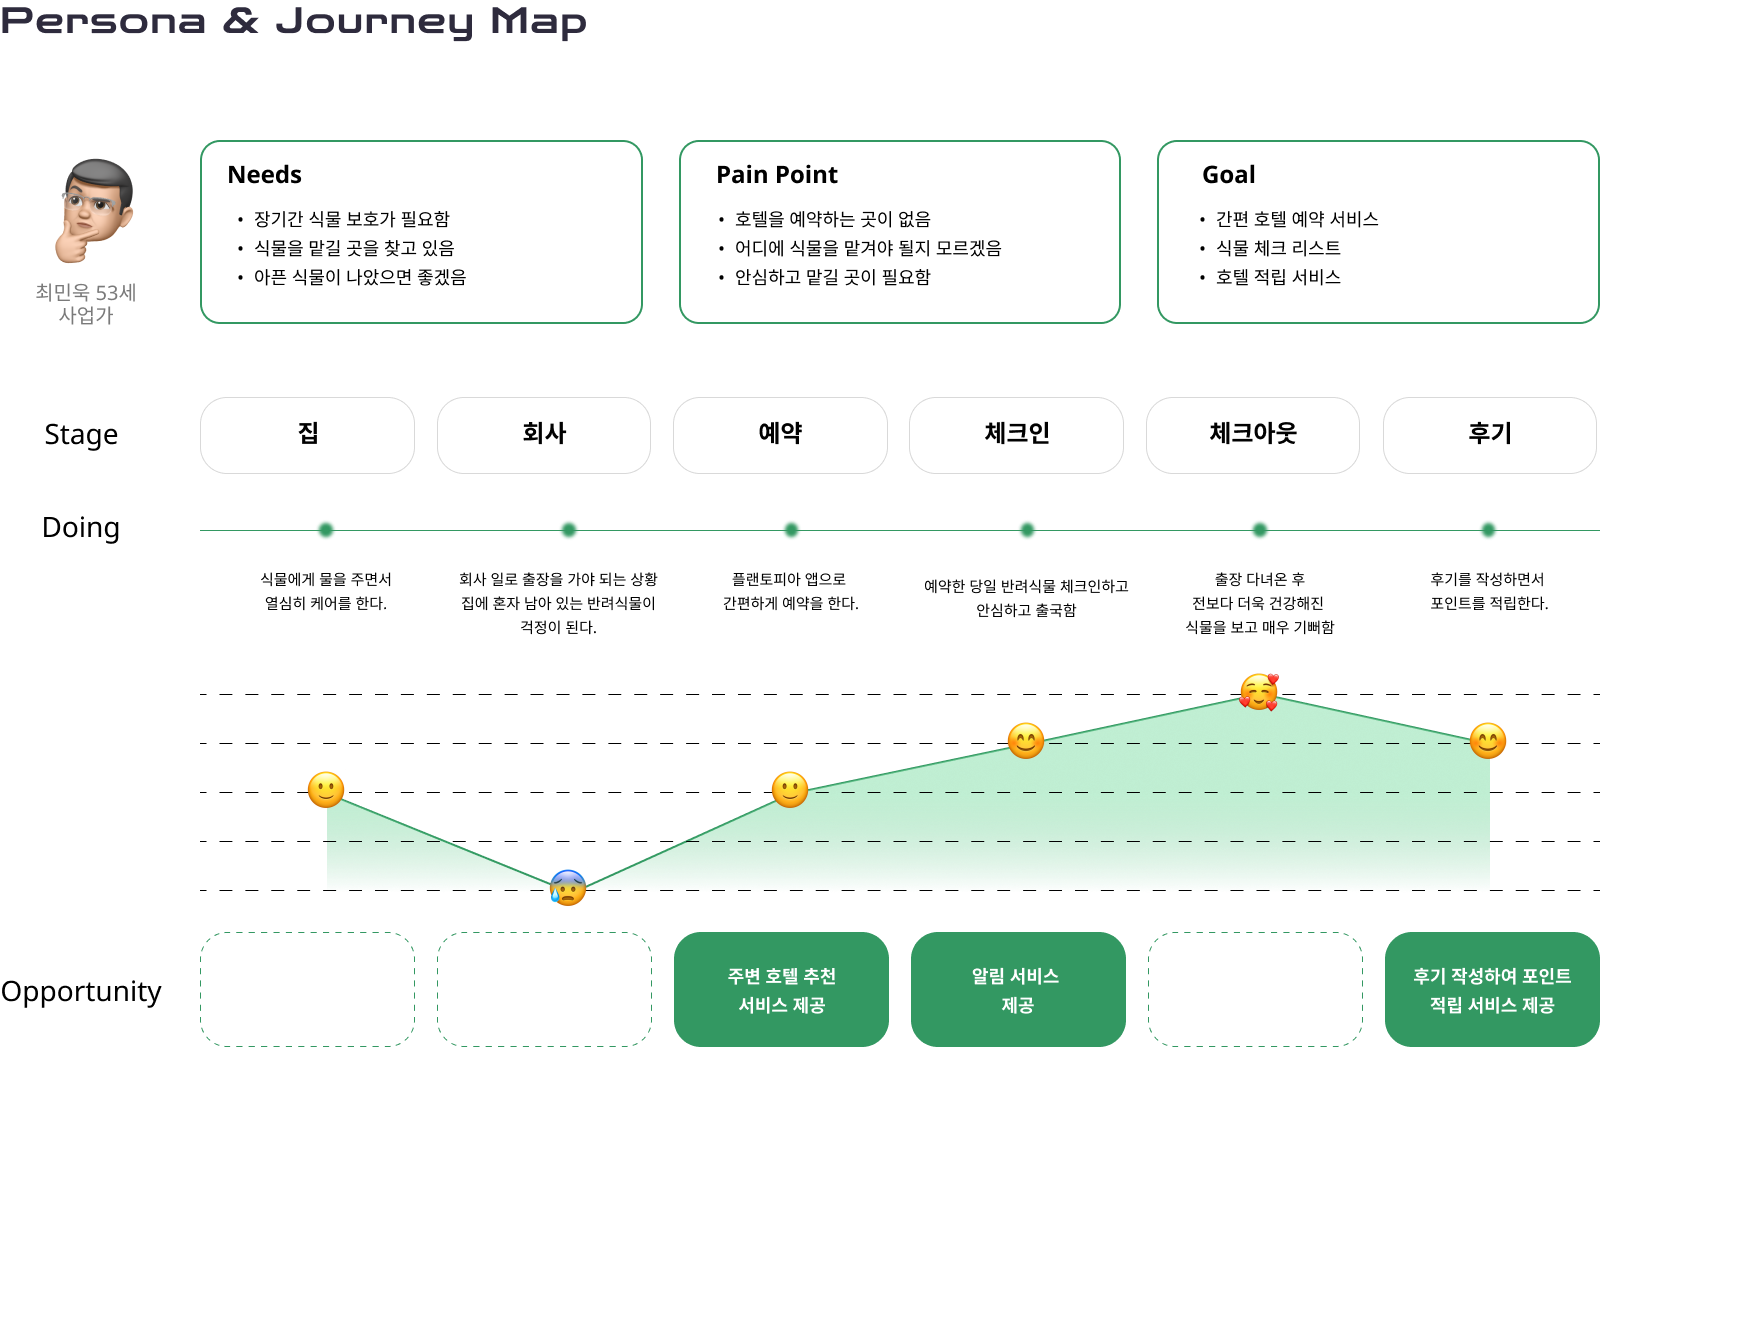 Persona & Journey Map
최민욱 53세
사업가
Needs
• 장기간 식물 보호가 필요함
• 식물을 맡길 곳을 찾고 있음
• 아픈 식물이 나았으면 좋겠음
Pain Point
• 호텔을 예약하는 곳이 없음
• 어디에 식물을 맡겨야 될지 모르겠음
• 안심하고 맡길 곳이 필요함
Goal
• 간편 호텔 예약 서비스
• 식물 체크 리스트
• 호텔 적립 서비스
Stage
집
회사
예약
체크인
체크아웃
후기
Doing
식물에게 물을 주면서
열심히 케어를 한다.
회사 일로 출장을 가야 되는 상황
집에 혼자 남아 있는 반려식물이
걱정이 된다.
플랜토피아 앱으로
간편하게 예약을 한다.
예약한 당일 반려식물 체크인하고
안심하고 출국함
출장 다녀온 후
전보다 더욱 건강해진
식물을 보고 매우 기뻐함
후기를 작성하면서
포인트를 적립한다.
Opportunity
주변 호텔 추천
서비스 제공
알림 서비스
제공
후기 작성하여 포인트
적립 서비스 제공